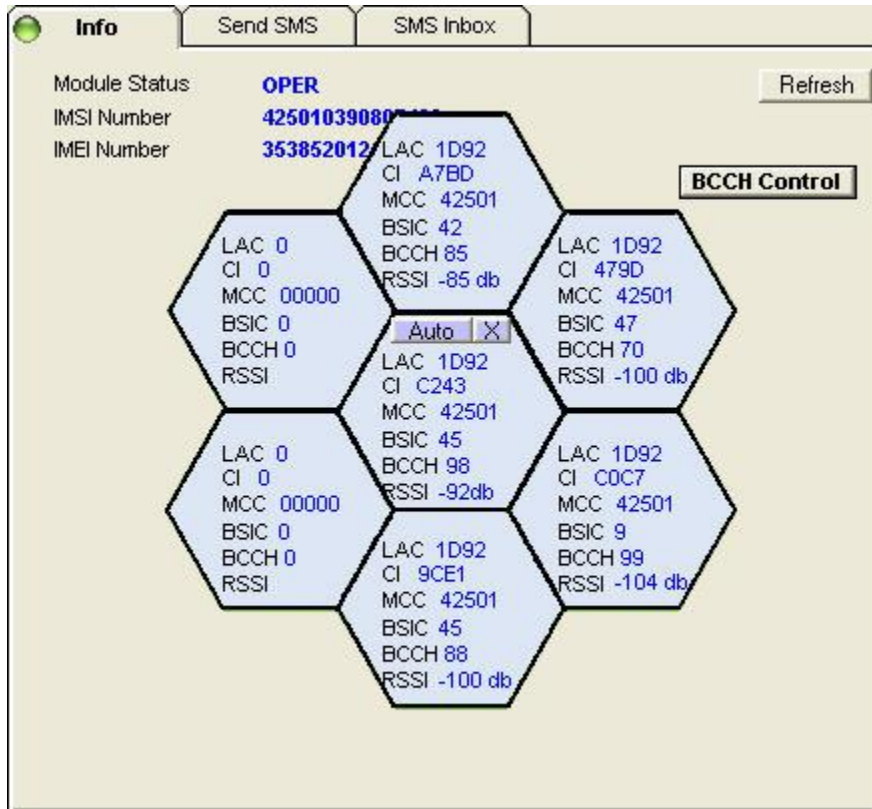 Info Send SMS SMS Inbox
Module Status OPER
Refresh
IMSI Number
IMEI Number
BCCH Control
LAC 1D92
CI A7BD
MCC 42501
BSIC 42
BCCH 85
RSSI -85 db
LAC 0
CI 0
MCC 00000
BSIC 0
BCCH 0
RSSI
LAC 1D92
CI 479D
MCC 42501
BSIC 47
BCCH 70
RSSI -100 db
Auto X
LAC 1D92
CI C243
MCC 42501
BSIC 45
BCCH 98
RSSI -92db
LAC 0
CI 0
MCC 00000
BSIC 0
BCCH 0
RSSI
LAC 1D92
CI C0C7
MCC 42501
BSIC 9
BCCH 99
RSSI -104 db
LAC 1D92
CI 9CE1
MCC 42501
BSIC 45
BCCH 88
RSSI -100 db